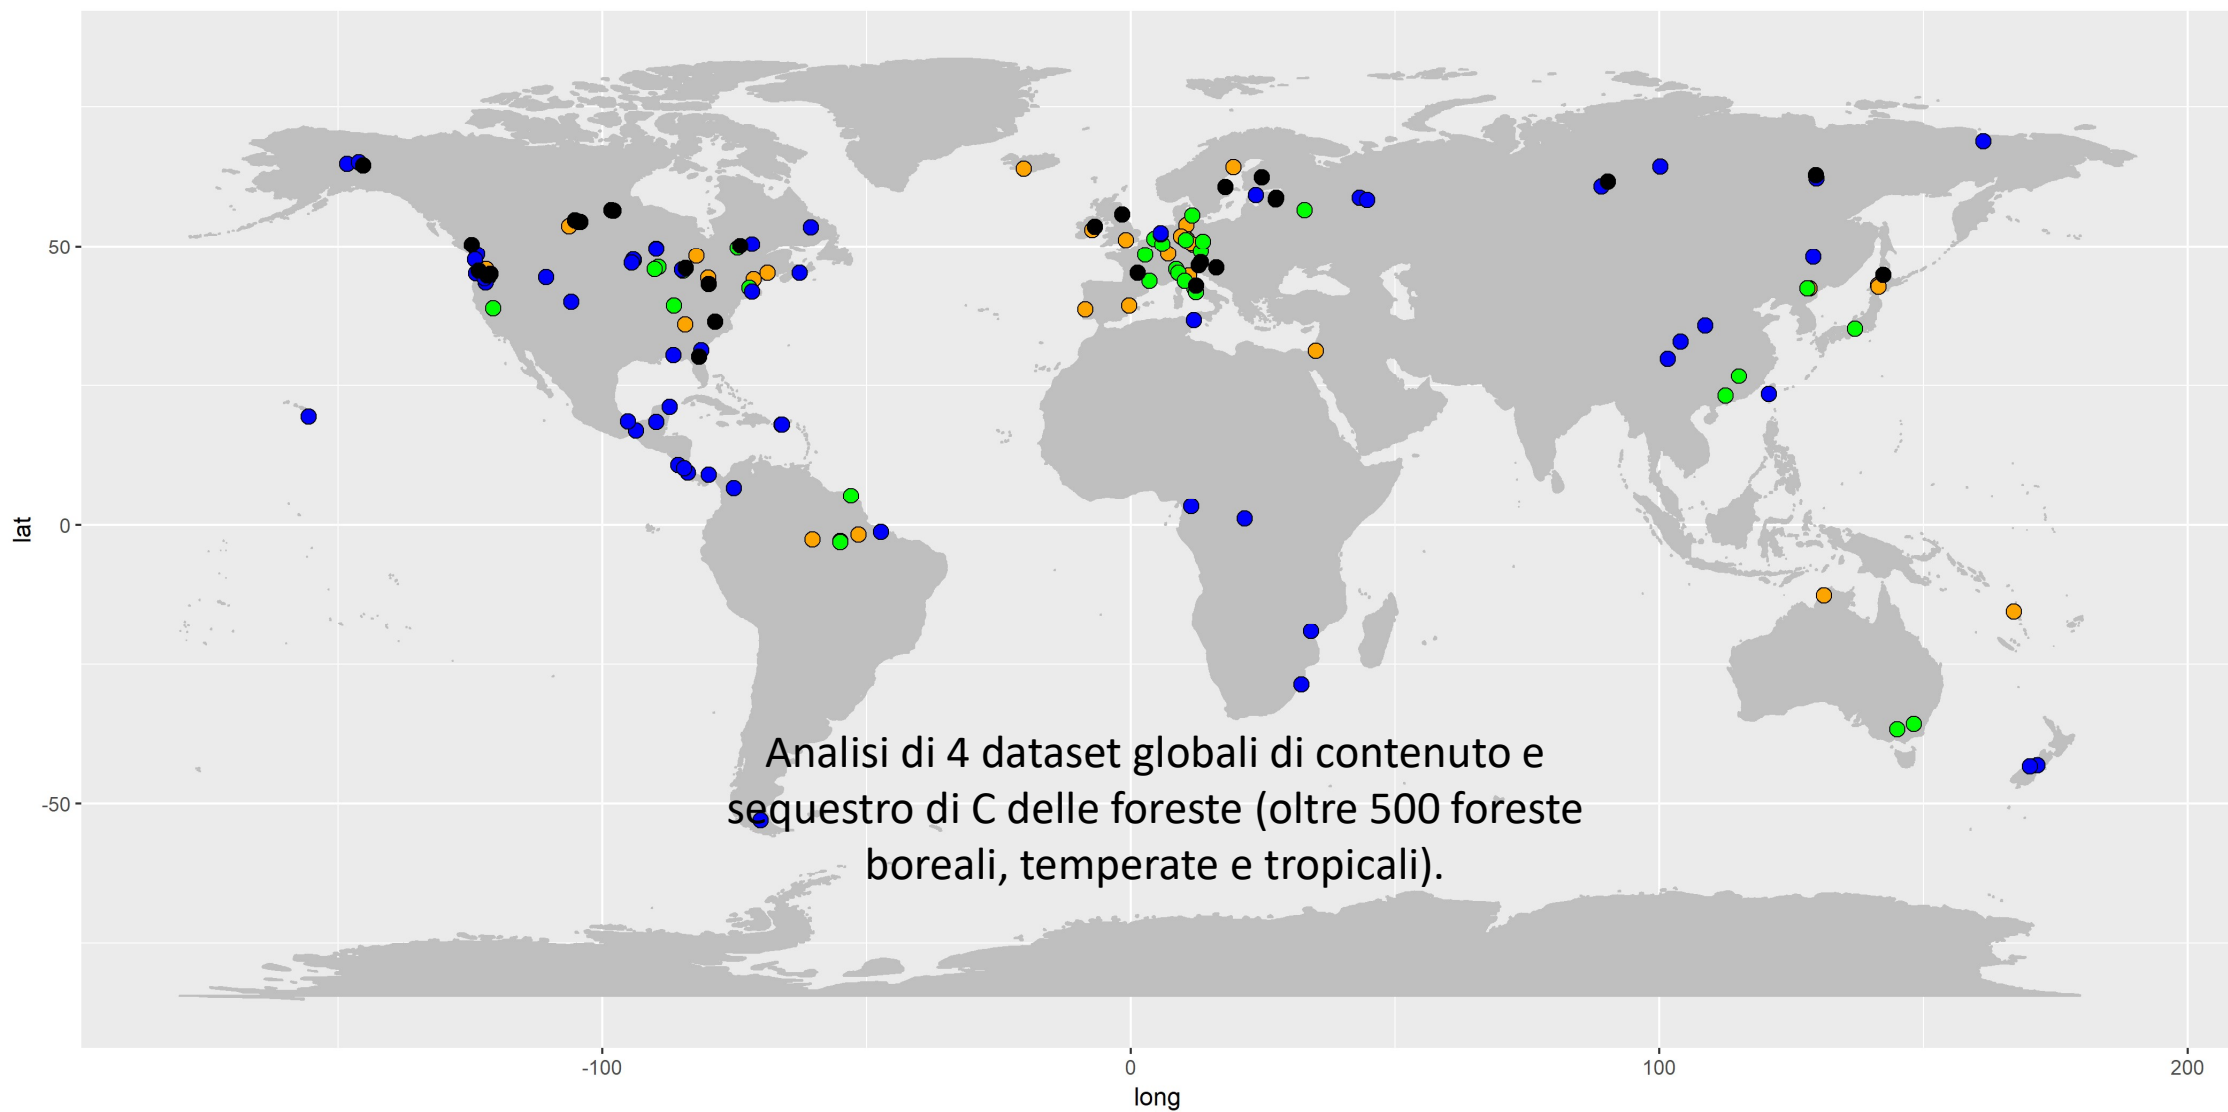 50
0
-50
lat
Analisi di 4 dataset globali di contenuto e
sequestro di C delle foreste (oltre 500 foreste
boreali, temperate e tropicali).
-100
0
100
200
long